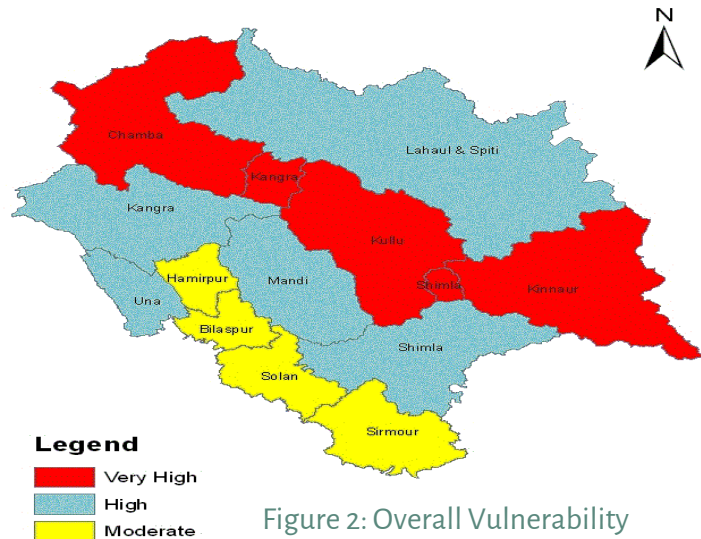 N
Chamba
Lahaul & Spiti
Kangra
Kangra
Kullu
Hamirpur
Mandi
Shimla
Kinnaur
Una
Bilaspur
Shimla
Solan
Sirmour
Legend
Very High
High
Moderate
Figure 2: Overall Vulnerability